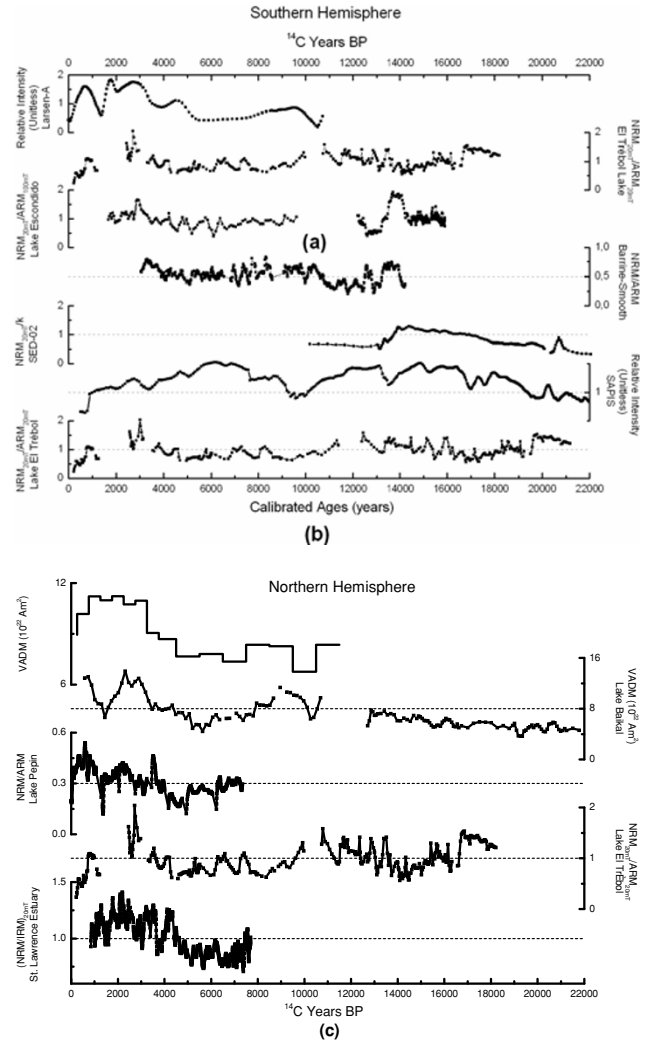 Southern Hemisphere
(a)
14C Years BP
0 2000 4000 6000 8000 10000 12000 14000 16000 18000 20000 22000
Relative Intensity
(Unitless)
Larsen-A
2
1
0
NRM20mT/ARM20mT
El Trébol Lake
2
1
0
NRM20mT/ARM100mT
Lake Escondido
2
1
0
(a)
NRM/ARM
Barrine-Smooth
1,0
0,5
0,0
NRM20mT/k
SED-02
2
1
0
Relative Intensity
(Unitless)
SAPIS
1
NRM20mT/ARM20mT
Lake El Trébol
2
1
0
0 2000 4000 6000 8000 10000 12000 14000 16000 18000 20000 22000
Calibrated Ages (years)
(b)
Northern Hemisphere
VADM (1022 Am2)
12
6
VADM (1022 Am2)
Lake Baikal
16
8
0
NRM/ARM
Lake Pepin
0.6
0.3
0.0
NRM20mT/ARM20mT
Lake El Trébol
2
1
0
(NRM/IRM)20mT
St. Lawrence Estuary
1.5
1.0
0 2000 4000 6000 8000 10000 12000 14000 16000 18000 20000 22000
14C Years BP
(c)